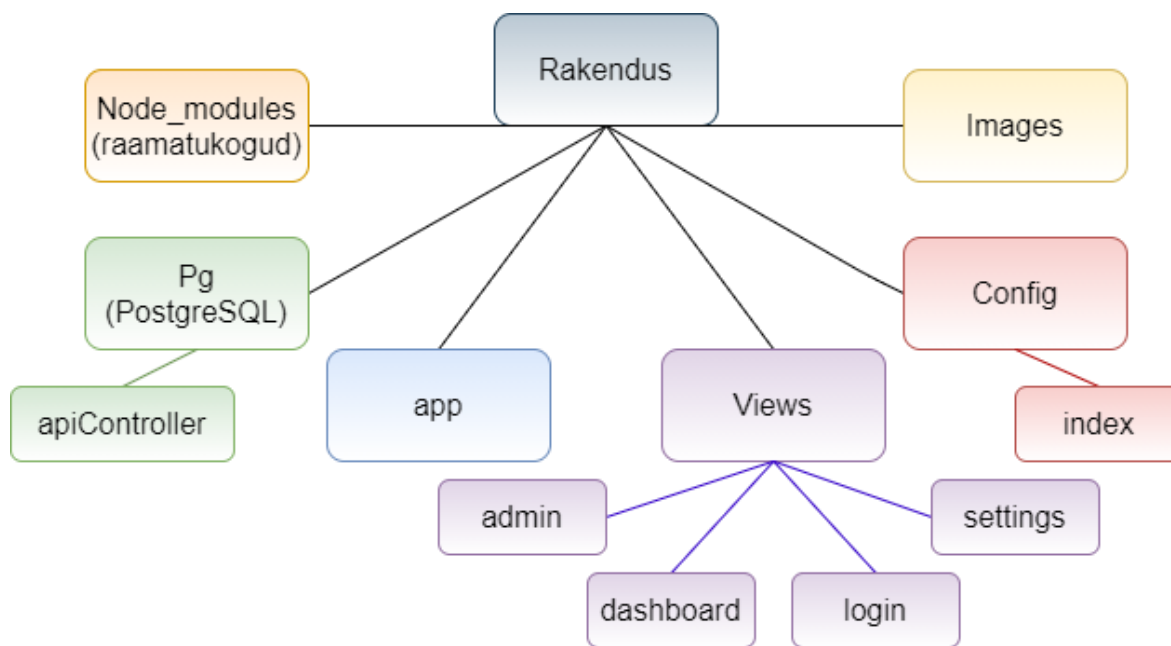 Rakendus
Node_modules
(raamatukogud)
Images
Pg
(PostgreSQL)
Config
app
Views
apiController
index
admin
settings
dashboard
login